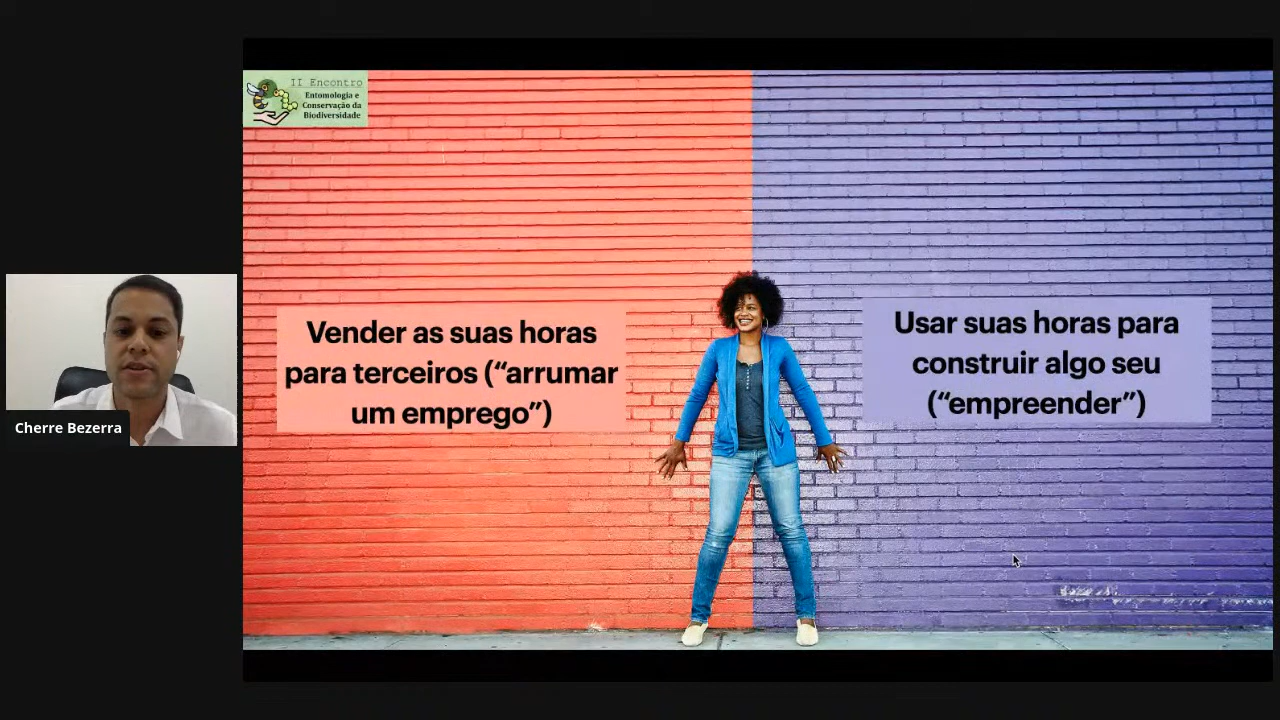 II Encontro
Entomologia e
Conservação da
Biodiversidade
Vender as suas horas
para terceiros (“arrumar
um emprego”)
Usar suas horas para
construir algo seu
(“empreender”)
Cherre Bezerra